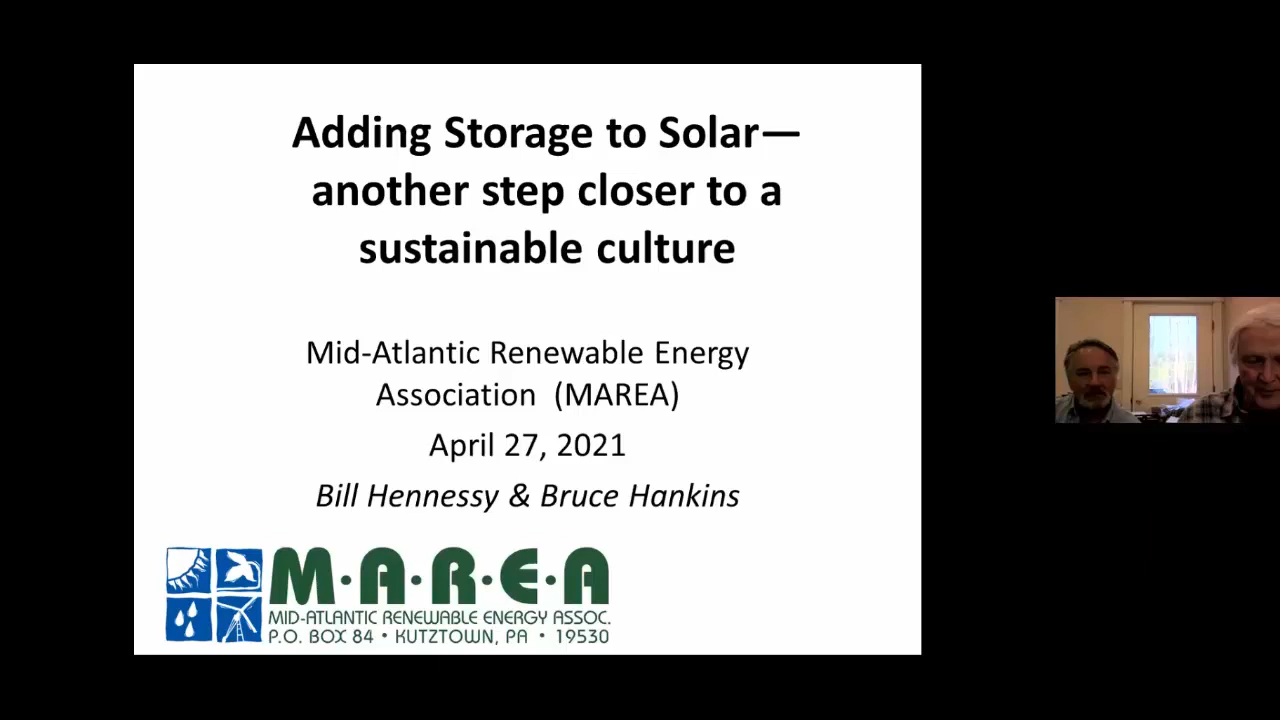 Adding Storage to Solar—
another step closer to a
sustainable culture
Mid-Atlantic Renewable Energy
Association (MAREA)
April 27, 2021
Bill Hennessy & Bruce Hankins
M·A·R·E·A
MID-ATLANTIC RENEWABLE ENERGY ASSOC.
P.O. BOX 84 • KUTZTOWN, PA • 19530